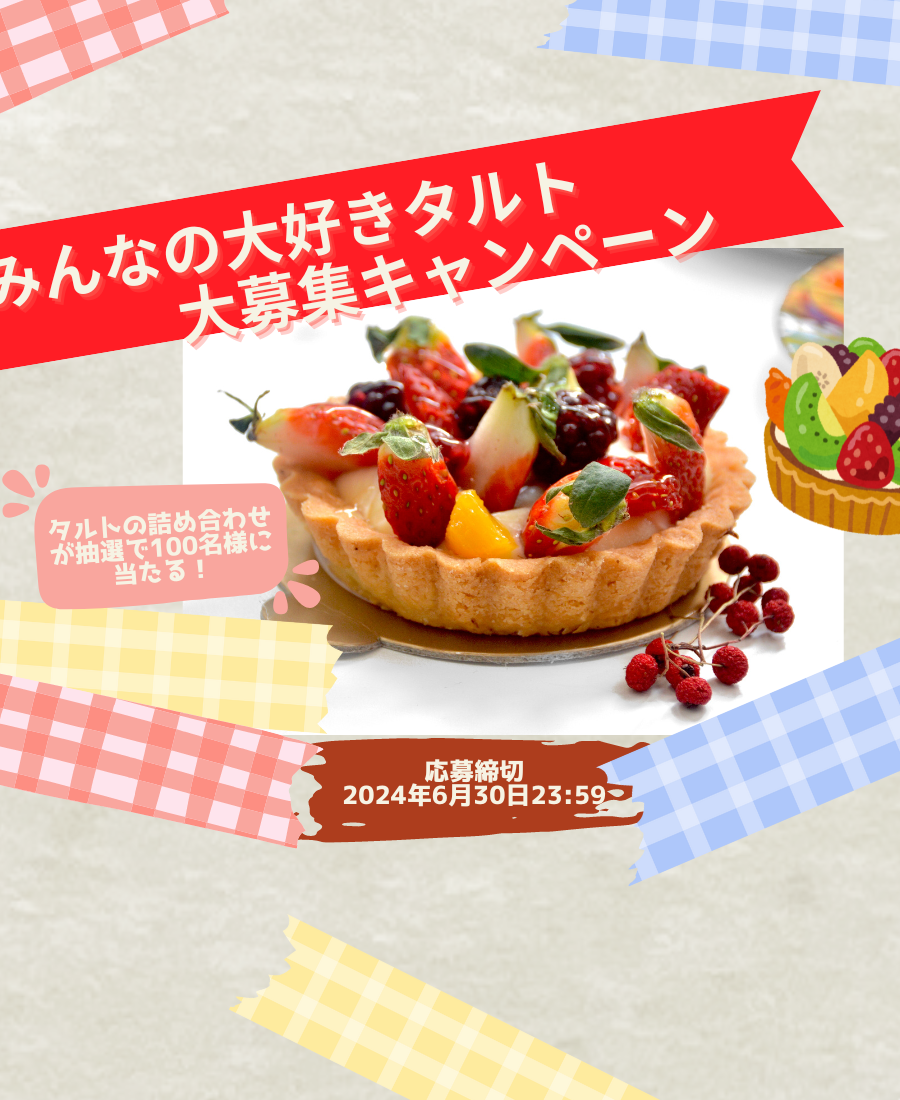 みんなの大好きタルト
大募集キャンペーン
タルトの詰め合わせ
が抽選で100名様に
当たる！
応募締切
2024年6月30日23:59